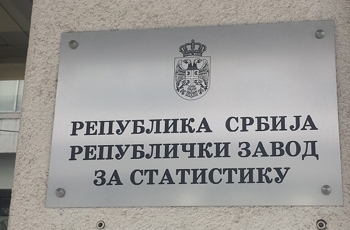 РЕПУБЛИКА СРБИЈА
РЕПУБЛИЧКИ ЗАВОД
ЗА СТАТИСТИКУ